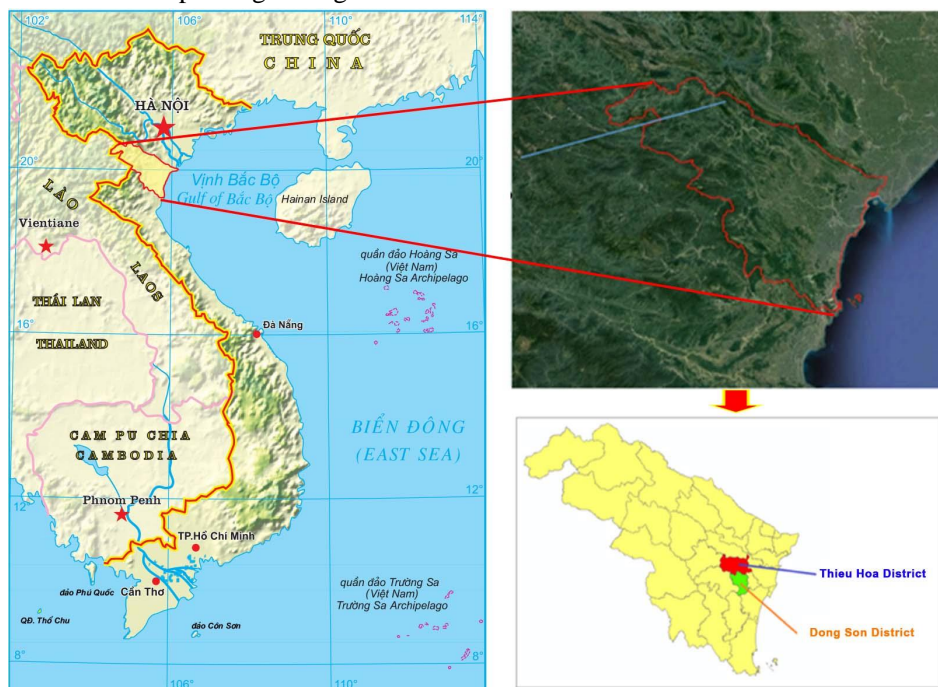 102°
106°
110°
114°
TRUNG QUỐC
CHINA
HÀ NỘI
20°
20°
Vịnh Bắc Bộ
Gulf of Bắc Bộ
Hainan Island
LÀO
Vientiane
LAOS
quần đảo Hoàng Sa
(Việt Nam)
Hoàng Sa Archipelago
THÁI LAN
THAILAND
16°
16°
Đà Nẵng
CAM PU CHIA
CAMBODIA
BIỂN ĐÔNG
(EAST SEA)
Phnom Penh
12°
12°
TP.Hồ Chí Minh
đảo Phú Quốc
Cần Thơ
quần đảo Trường Sa
(Việt Nam)
Trường Sa Archipelago
QĐ. Thổ Chu
đảo Côn Sơn
8°
8°
106°
110°
Thieu Hoa District
Dong Son District